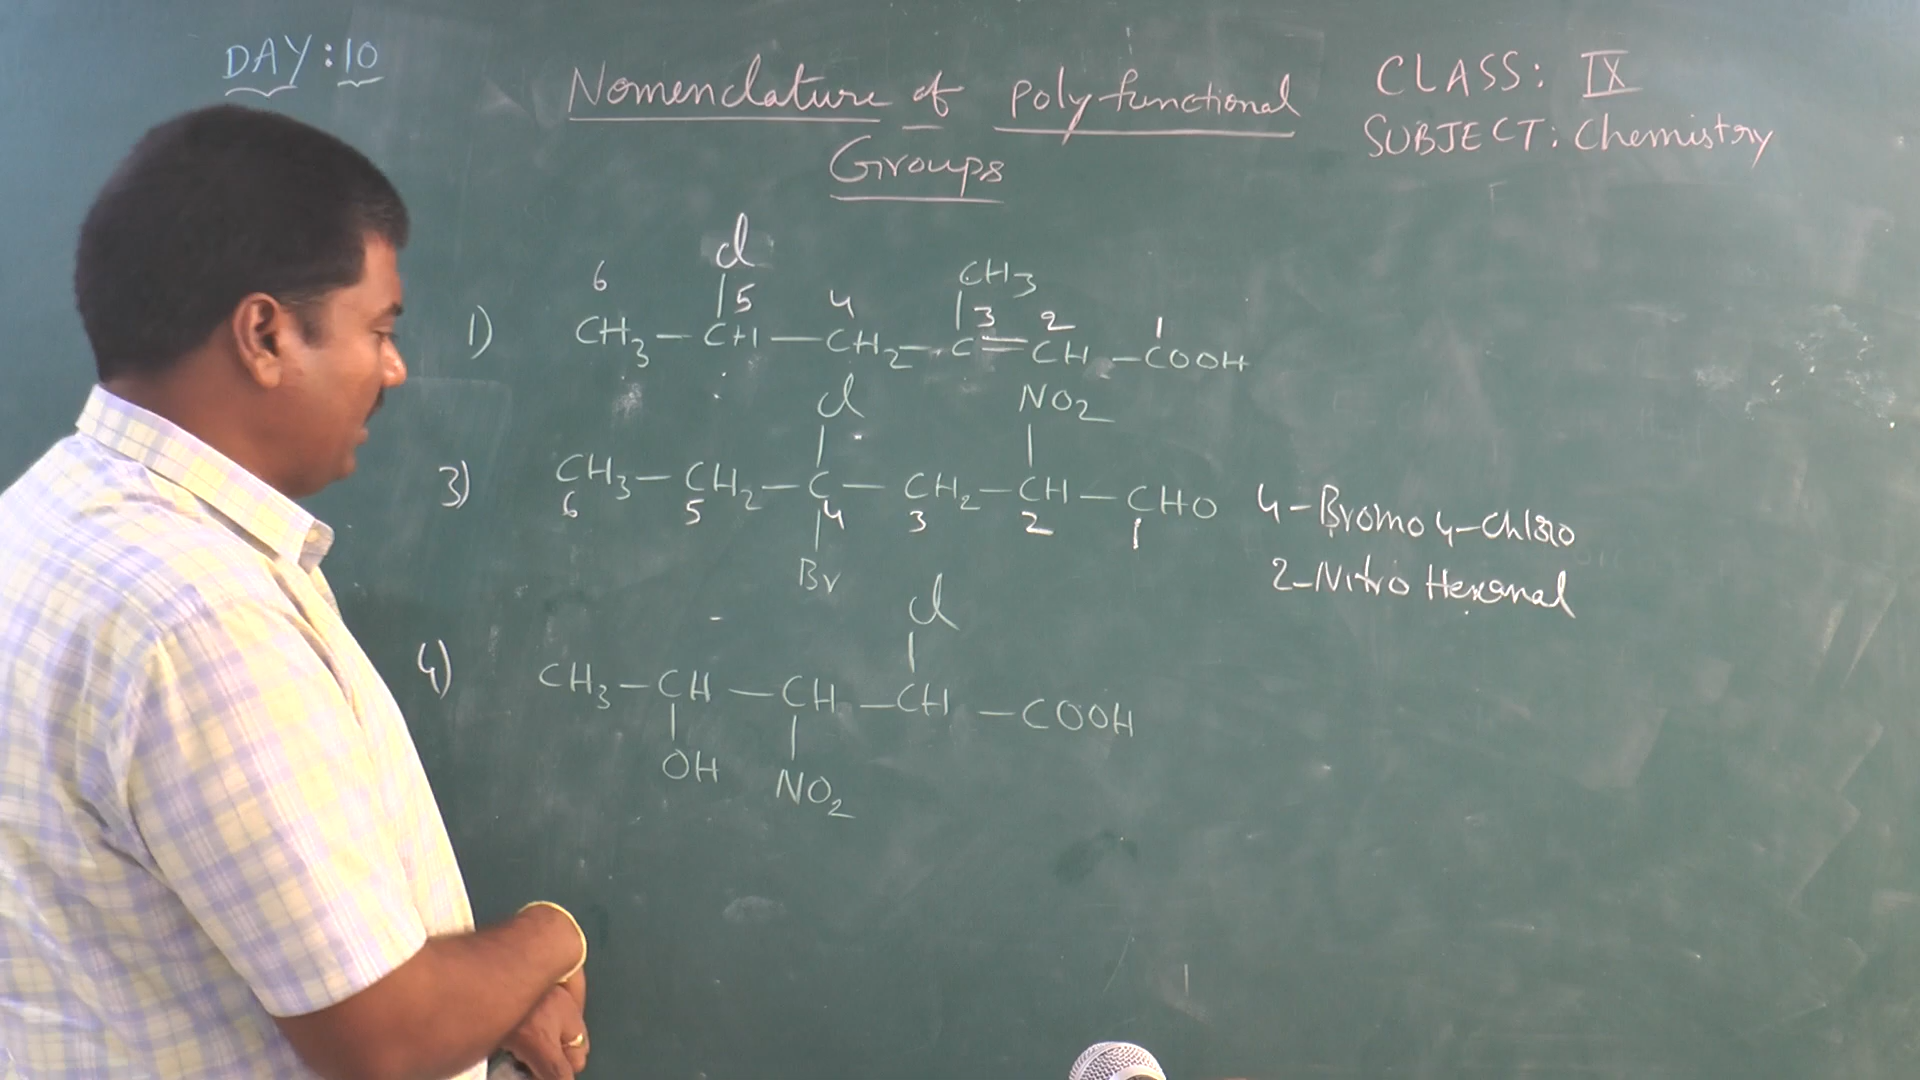 DAY: 10
Nomenclature of poly functional
Groups
CLASS: IX
SUBJECT: Chemistry
Cl
CH3
6 5 4 3 2 1
1) CH3 - CH - CH2 - C = CH - COOH
Cl NO2
3) CH3 - CH2 - C - CH2 - CH - CHO
6 5 4 3 2 1
Br
4-Bromo 4-Chloro
2-Nitro Hexanal
Cl
4) CH3 - CH - CH - CH - COOH
OH NO2